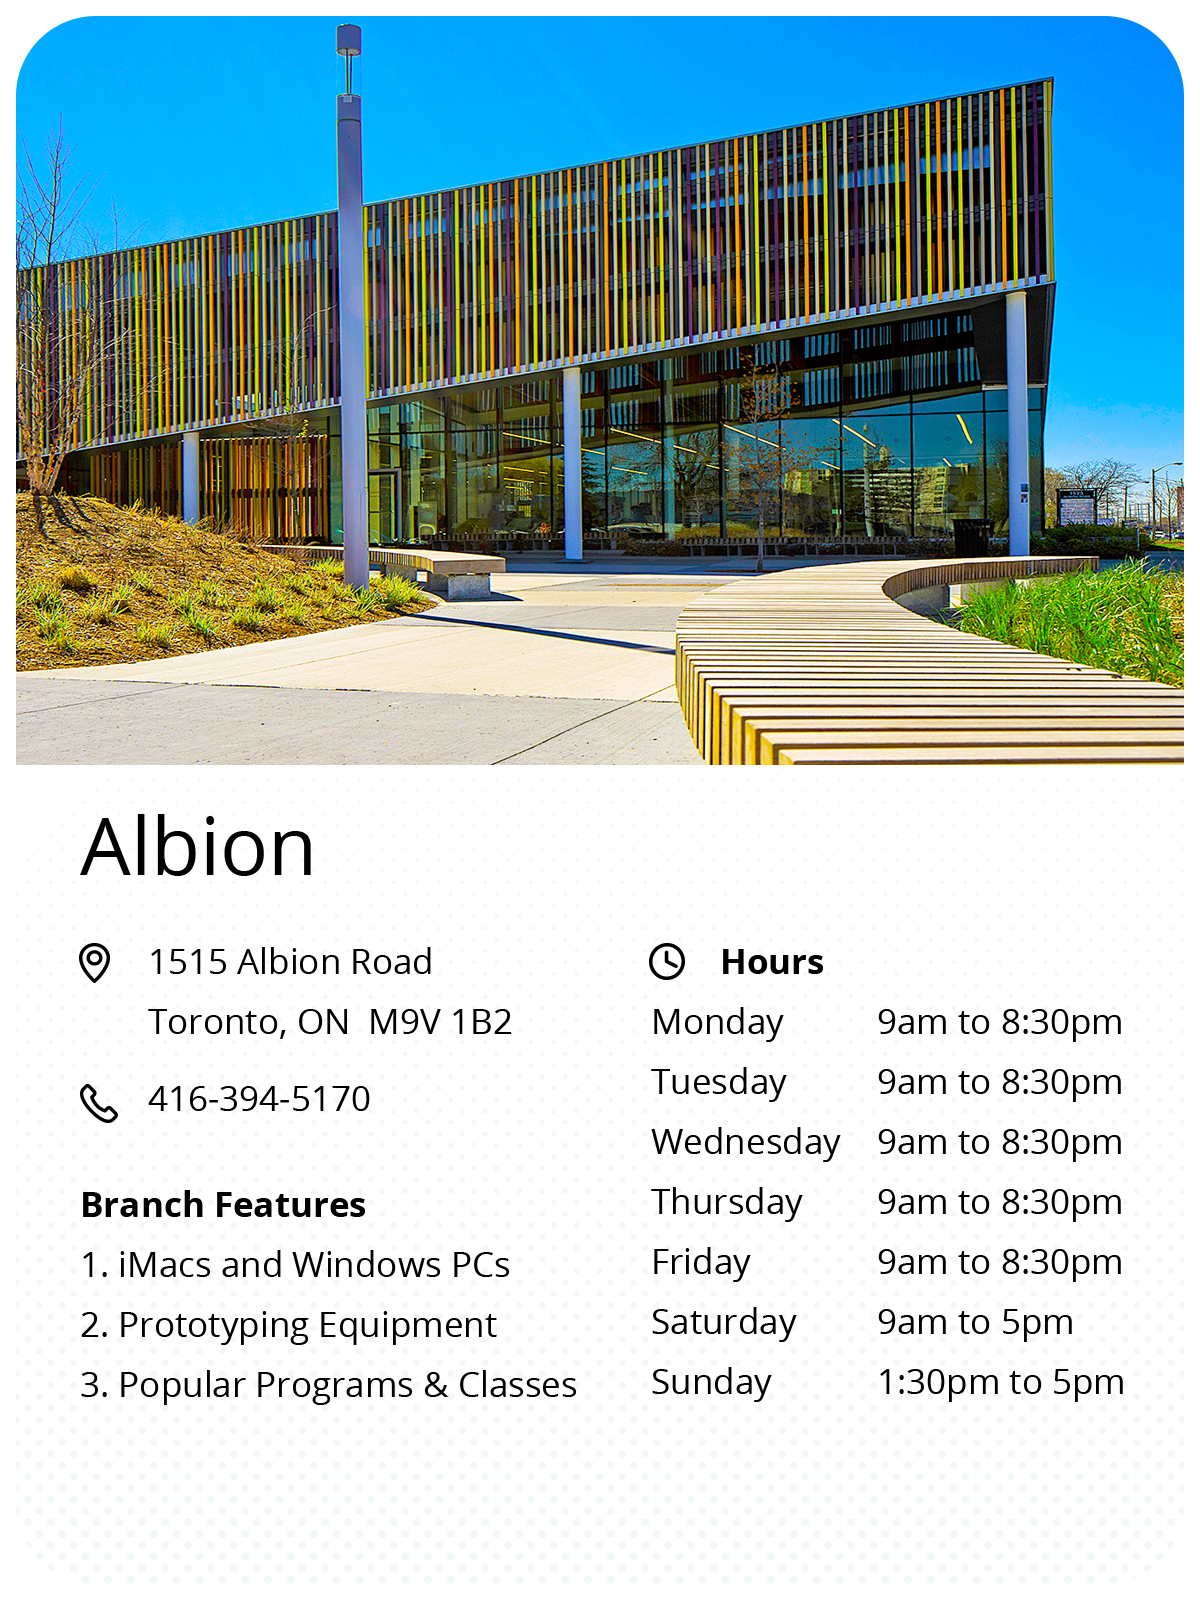 Albion
1515 Albion Road
Toronto, ON M9V 1B2
416-394-5170
Branch Features
1. iMacs and Windows PCs
2. Prototyping Equipment
3. Popular Programs & Classes
Hours
Monday 9am to 8:30pm
Tuesday 9am to 8:30pm
Wednesday 9am to 8:30pm
Thursday 9am to 8:30pm
Friday 9am to 8:30pm
Saturday 9am to 5pm
Sunday 1:30pm to 5pm